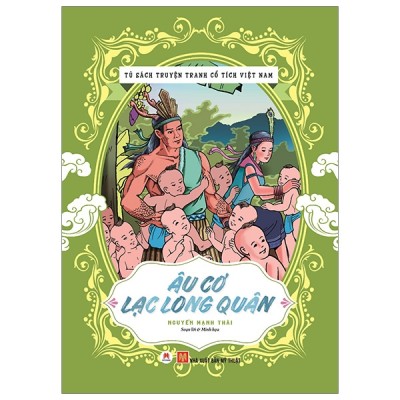 TỦ SÁCH TRUYỆN TRANH CỔ TÍCH VIỆT NAM
ÂU CƠ
LẠC LONG QUÂN
NGUYỄN MẠNH THÁI
Soạn lời & Minh họa
NHÀ XUẤT BẢN MỸ THUẬT